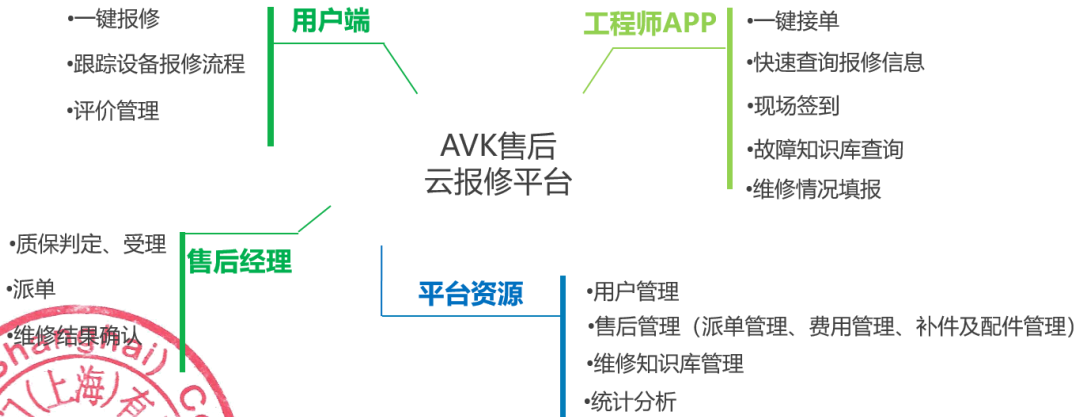 •一键报修
用户端
•跟踪设备报修流程
•评价管理
工程师APP
•一键接单
•快速查询报修信息
•现场签到
•故障知识库查询
•维修情况填报
AVK售后
云报修平台
•质保判定、受理
售后经理
•派单
•维修结果确认
平台资源
•用户管理
•售后管理（派单管理、费用管理、补件及配件管理）
•维修知识库管理
•统计分析
Shanghai) C
门(上海)有